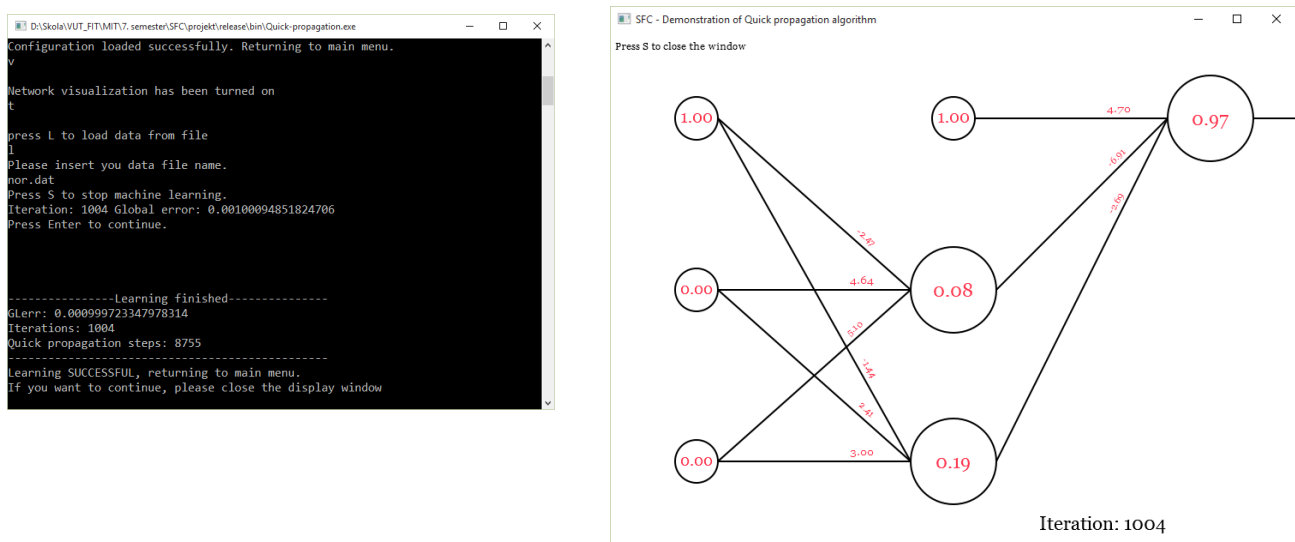 D:\Skola\VUT_FIT\MIT\7. semester\SFC\projekt\release\bin\Quick-propagation.exe
Configuration loaded successfully. Returning to main menu.
v
Network visualization has been turned on
t
press L to load data from file
l
Please insert you data file name.
nor.dat
Press S to stop machine learning.
Iteration: 1004 Global error: 0.00100094851824706
Press Enter to continue.
----------------Learning finished---------------
GLerr: 0.000999723347978314
Iterations: 1004
Quick propagation steps: 8755
------------------------------------------------
Learning SUCCESSFUL, returning to main menu.
If you want to continue, please close the display window
SFC - Demonstration of Quick propagation algorithm
Press S to close the window
1.00
1.00
4.70
0.97
-6.91
-2.69
-2.47
0.00
4.64
0.08
5.10
-1.44
2.41
0.00
3.00
0.19
Iteration: 1004